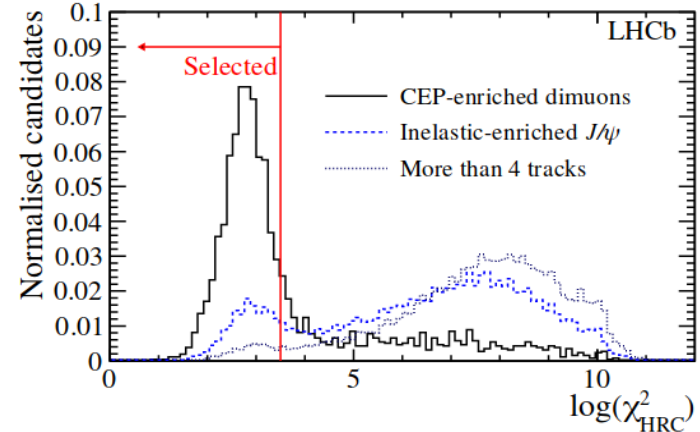 LHCb
Selected
CEP-enriched dimuons
Inelastic-enriched J/ψ
More than 4 tracks
Normalised candidates
0.1
0.09
0.08
0.07
0.06
0.05
0.04
0.03
0.02
0.01
0
0 5 10
log(χ²HRC)